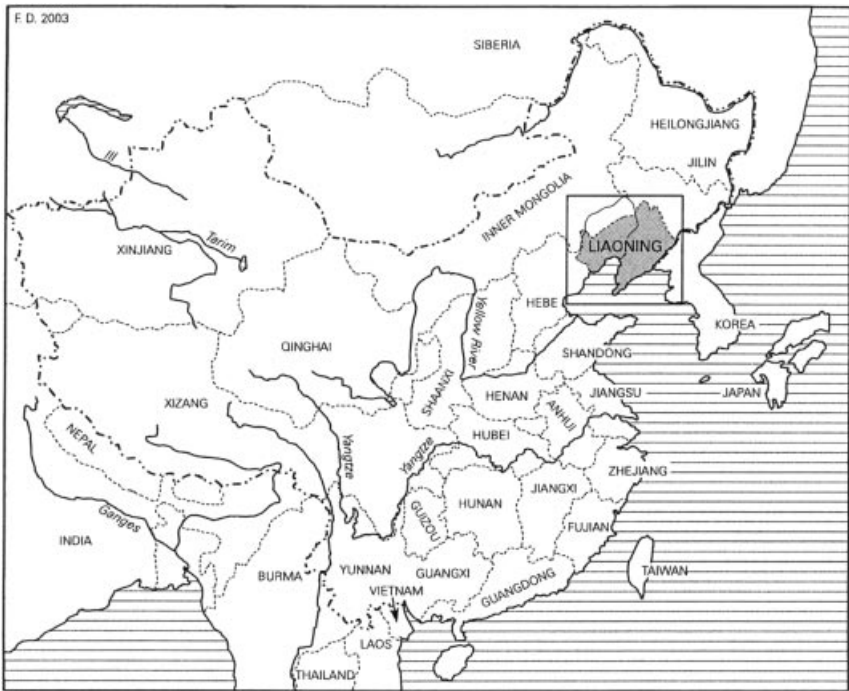 F. D. 2003
SIBERIA
HEILONGJIANG
JILIN
Ili
INNER MONGOLIA
Tarim
XINJIANG
LIAONING
HEBE
Yellow River
KOREA
QINGHAI
SHANDONG
SHAANXI
HENAN
JIANGSU
JAPAN
XIZANG
ANHUI
HUBEI
NEPAL
Yangtze
Yangtze
ZHEJIANG
JIANGXI
HUNAN
Ganges
GUIZOU
FUJIAN
INDIA
BURMA
YUNNAN
GUANGXI
TAIWAN
GUANGDONG
VIETNAM
LAOS
THAILAND